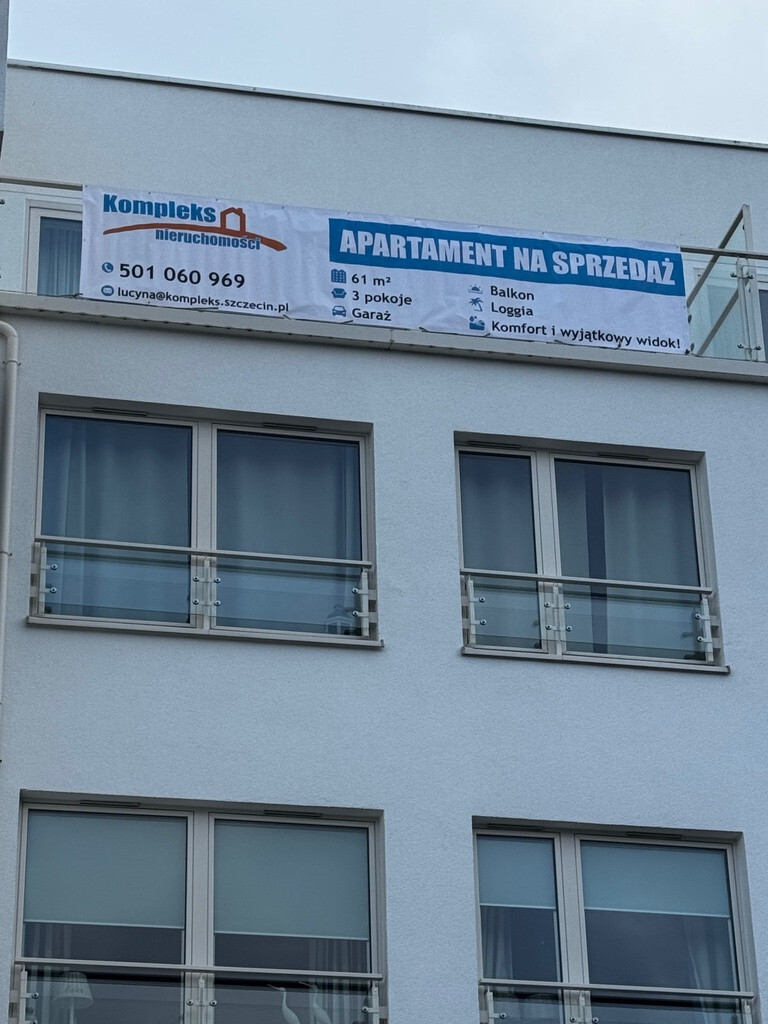 Kompleks
nieruchomości
501 060 969
lucyna@kompleks.szczecin.pl
APARTAMENT NA SPRZEDAŻ
61 m²
3 pokoje
Garaż
Balkon
Loggia
Komfort i wyjątkowy widok!